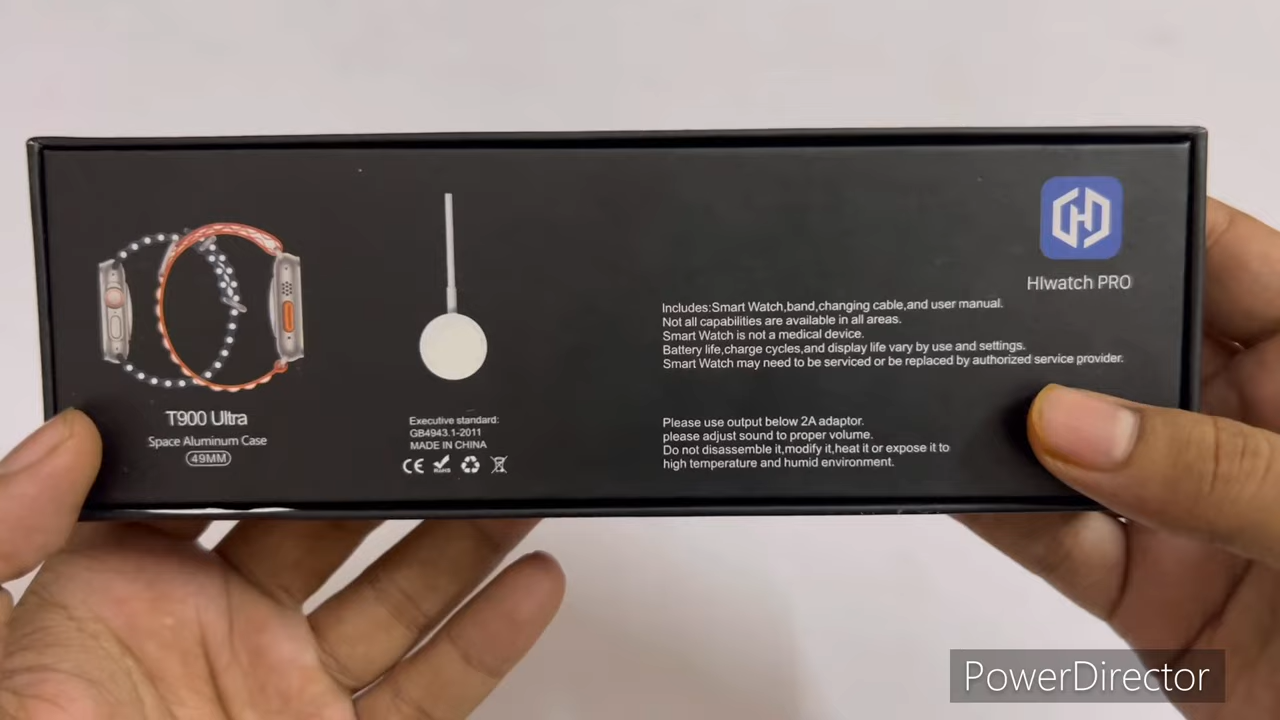 HIwatch PRO
Includes:Smart Watch,band,changing cable,and user manual.
Not all capabilities are available in all areas.
Smart Watch is not a medical device.
Battery life,charge cycles,and display life vary by use and settings.
Smart Watch may need to be serviced or be replaced by authorized service provider.
T900 Ultra
Space Aluminum Case
49MM
Executive standard:
GB4943.1-2011
MADE IN CHINA
CE RoHS
Please use output below 2A adaptor.
please adjust sound to proper volume.
Do not disassemble it,modify it,heat it or expose it to
high temperature and humid environment.
PowerDirector